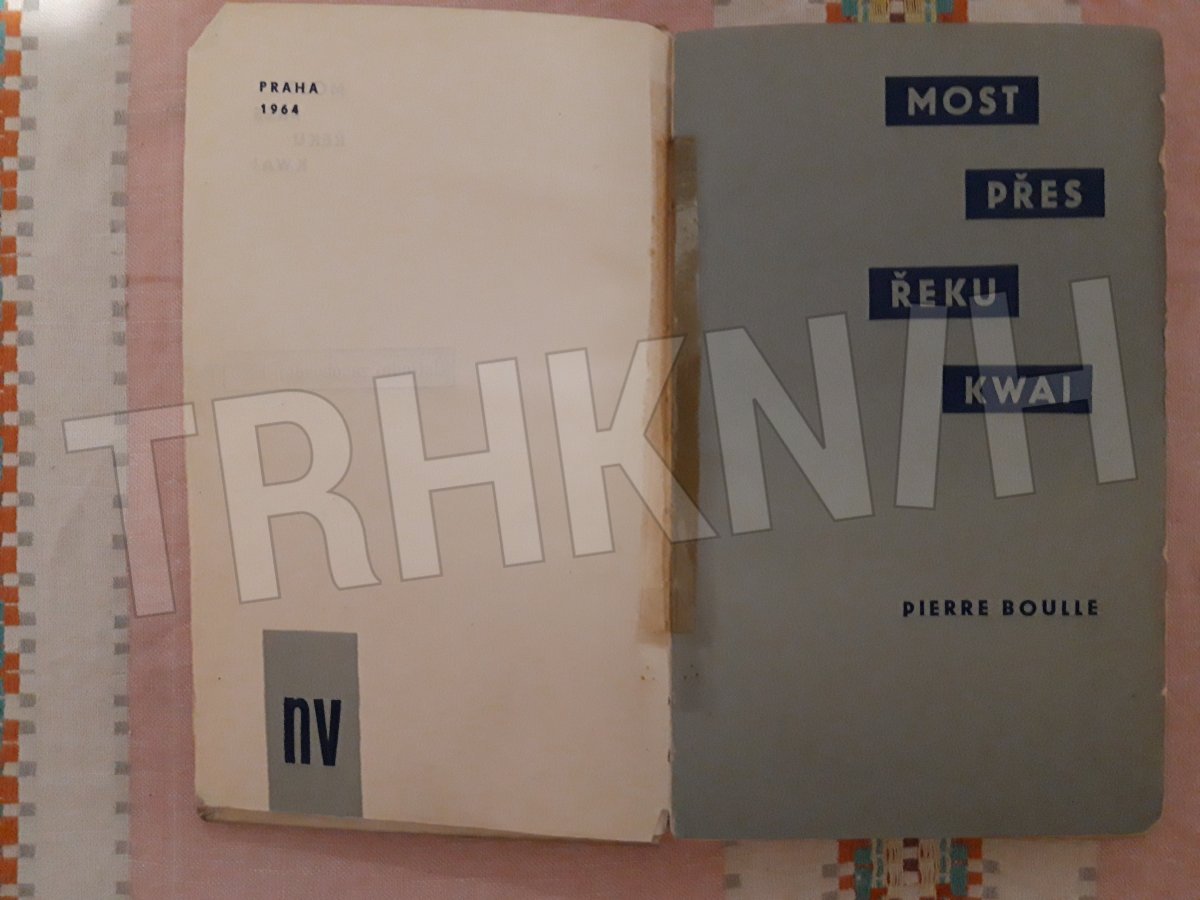 PRAHA
1964
nv
MOST
PŘES
ŘEKU
KWAI
PIERRE BOULLE
TRHKNIH